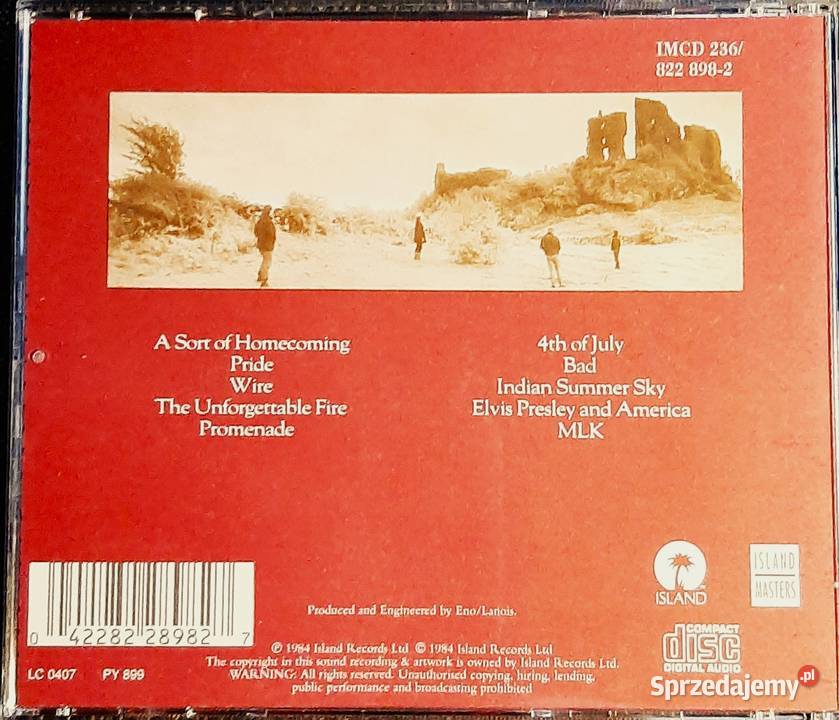 IMCD 236/
822 898-2
A Sort of Homecoming
Pride
Wire
The Unforgettable Fire
Promenade
4th of July
Bad
Indian Summer Sky
Elvis Presley and America
MLK
ISLAND
ISLAND
MASTERS
Produced and Engineered by Eno/Lanois.
0 42282 28982 7
℗ 1984 Island Records Ltd © 1984 Island Records Ltd
The copyright in this sound recording & artwork is owned by Island Records Ltd.
WARNING: All rights reserved. Unauthorised copying, hiring, lending,
public performance and broadcasting prohibited
LC 0407 PY 899
COMPACT
disc
DIGITAL AUDIO
Sprzedajemy.pl